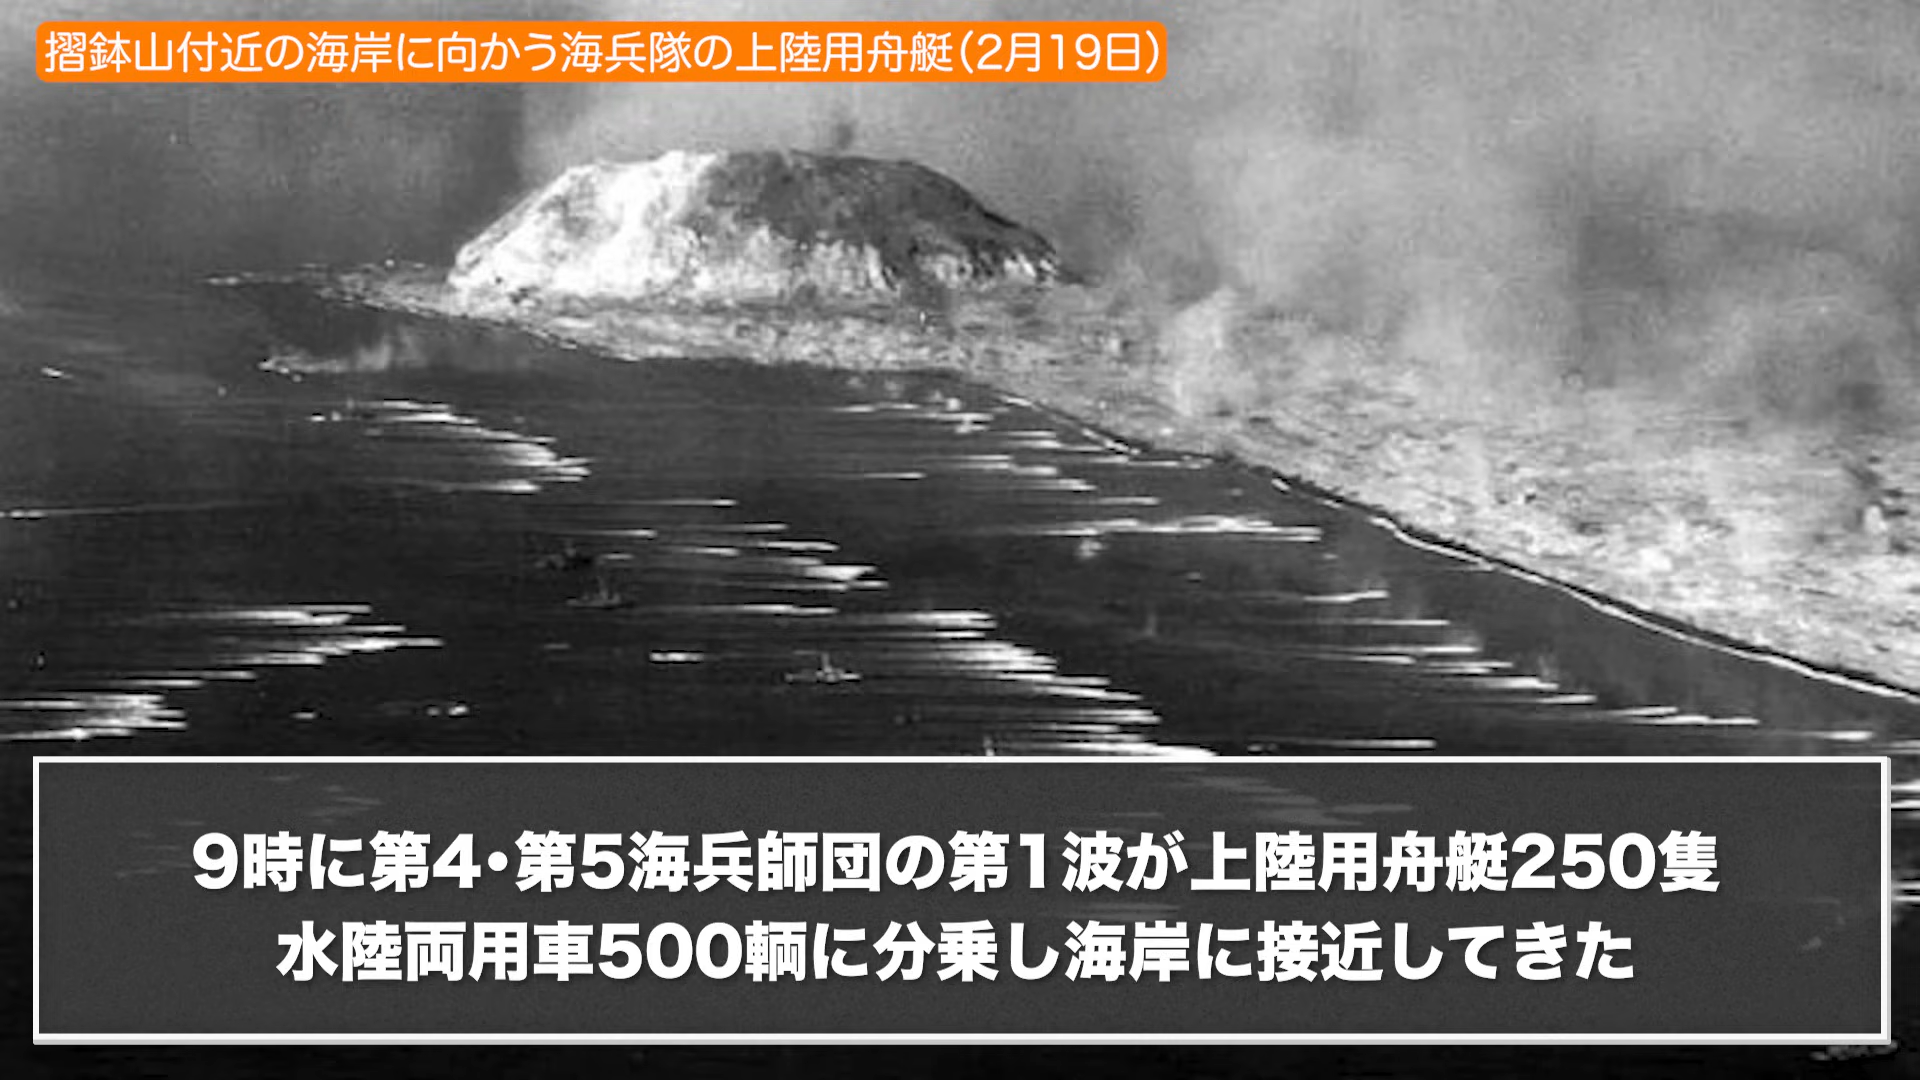 摺鉢山付近の海岸に向かう海兵隊の上陸用舟艇(2月19日)
9時に第4・第5海兵師団の第1波が上陸用舟艇250隻
水陸両用車500輌に分乗し海岸に接近してきた